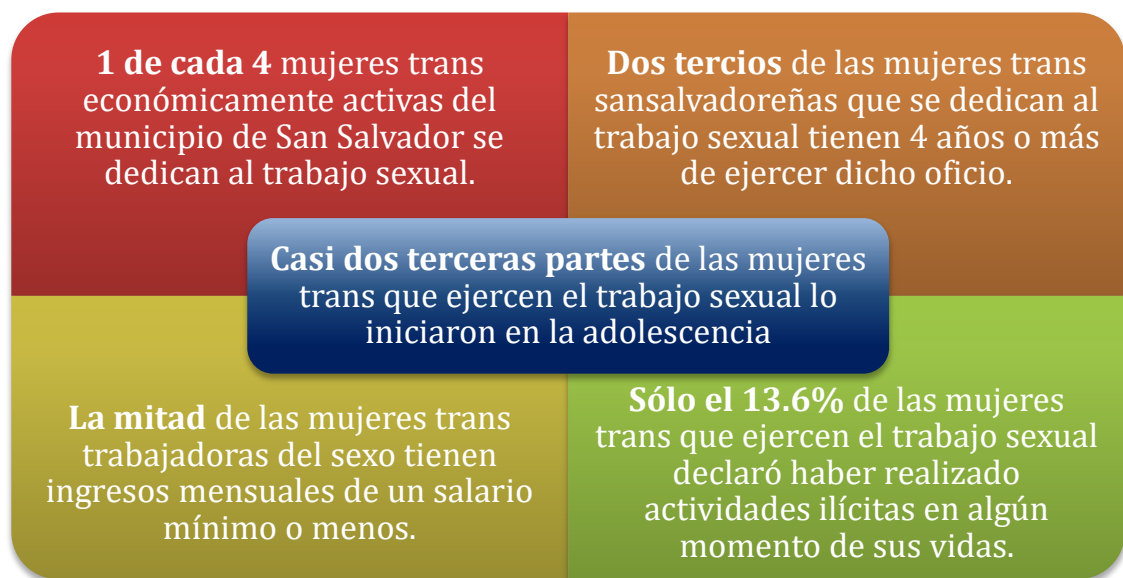 1 de cada 4 mujeres trans
económicamente activas del
municipio de San Salvador se
dedican al trabajo sexual.
Dos tercios de las mujeres trans
sansalvadoreñas que se dedican al
trabajo sexual tienen 4 años o más
de ejercer dicho oficio.
Casi dos terceras partes de las mujeres
trans que ejercen el trabajo sexual lo
iniciaron en la adolescencia
La mitad de las mujeres trans
trabajadoras del sexo tienen
ingresos mensuales de un salario
mínimo o menos.
Sólo el 13.6% de las mujeres
trans que ejercen el trabajo sexual
declaró haber realizado
actividades ilícitas en algún
momento de sus vidas.